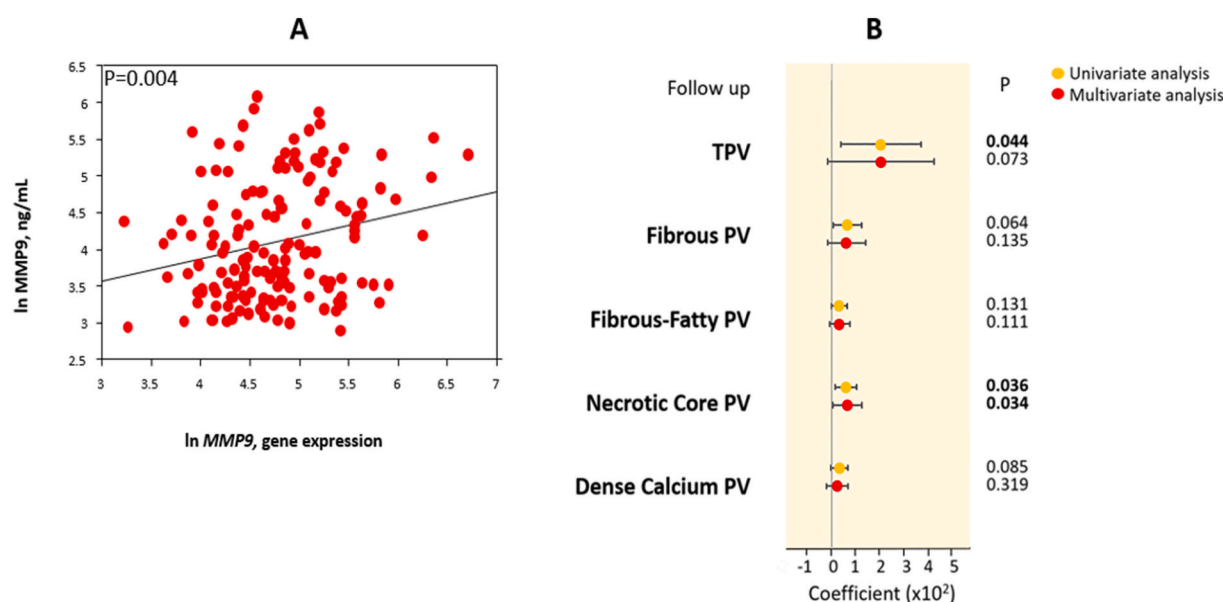 A
P=0.004
6.5
6
5.5
5
4.5
4
3.5
3
2.5
3 3.5 4 4.5 5 5.5 6 6.5 7
ln MMP9, ng/mL
ln MMP9, gene expression
B
Follow up
P
Univariate analysis
Multivariate analysis
TPV
0.044
0.073
Fibrous PV
0.064
0.135
Fibrous-Fatty PV
0.131
0.111
Necrotic Core PV
0.036
0.034
Dense Calcium PV
0.085
0.319
-1 0 1 2 3 4 5
Coefficient (x10²)